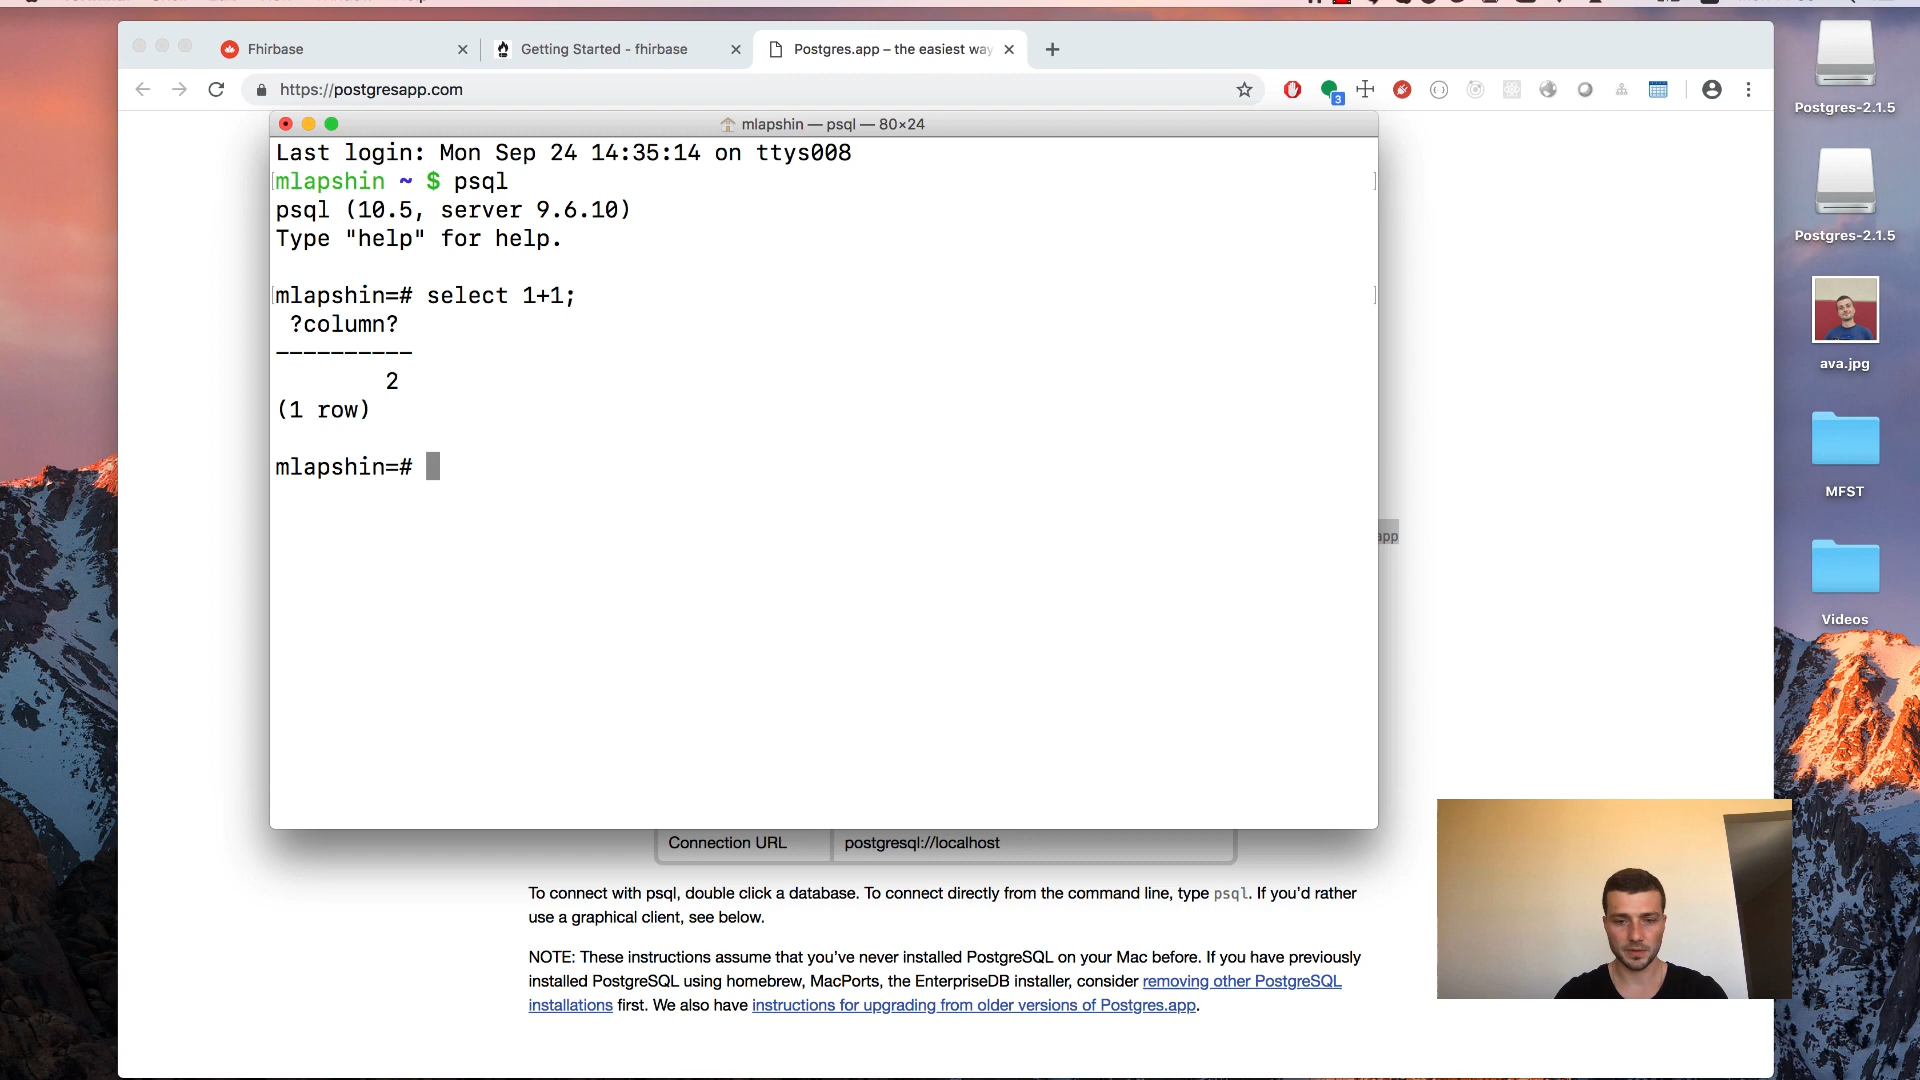 Fhirbase
Getting Started - fhirbase
Postgres.app – the easiest way
https://postgresapp.com
3
mlapshin — psql — 80×24
Last login: Mon Sep 24 14:35:14 on ttys008
mlapshin ~ $ psql
psql (10.5, server 9.6.10)
Type "help" for help.
mlapshin=# select 1+1;
?column?
----------
2
(1 row)
mlapshin=#
app
Connection URL
postgresql://localhost
To connect with psql, double click a database. To connect directly from the command line, type psql. If you’d rather
use a graphical client, see below.
NOTE: These instructions assume that you’ve never installed PostgreSQL on your Mac before. If you have previously
installed PostgreSQL using homebrew, MacPorts, the EnterpriseDB installer, consider removing other PostgreSQL
installations first. We also have instructions for upgrading from older versions of Postgres.app.
Postgres-2.1.5
Postgres-2.1.5
ava.jpg
MFST
Videos